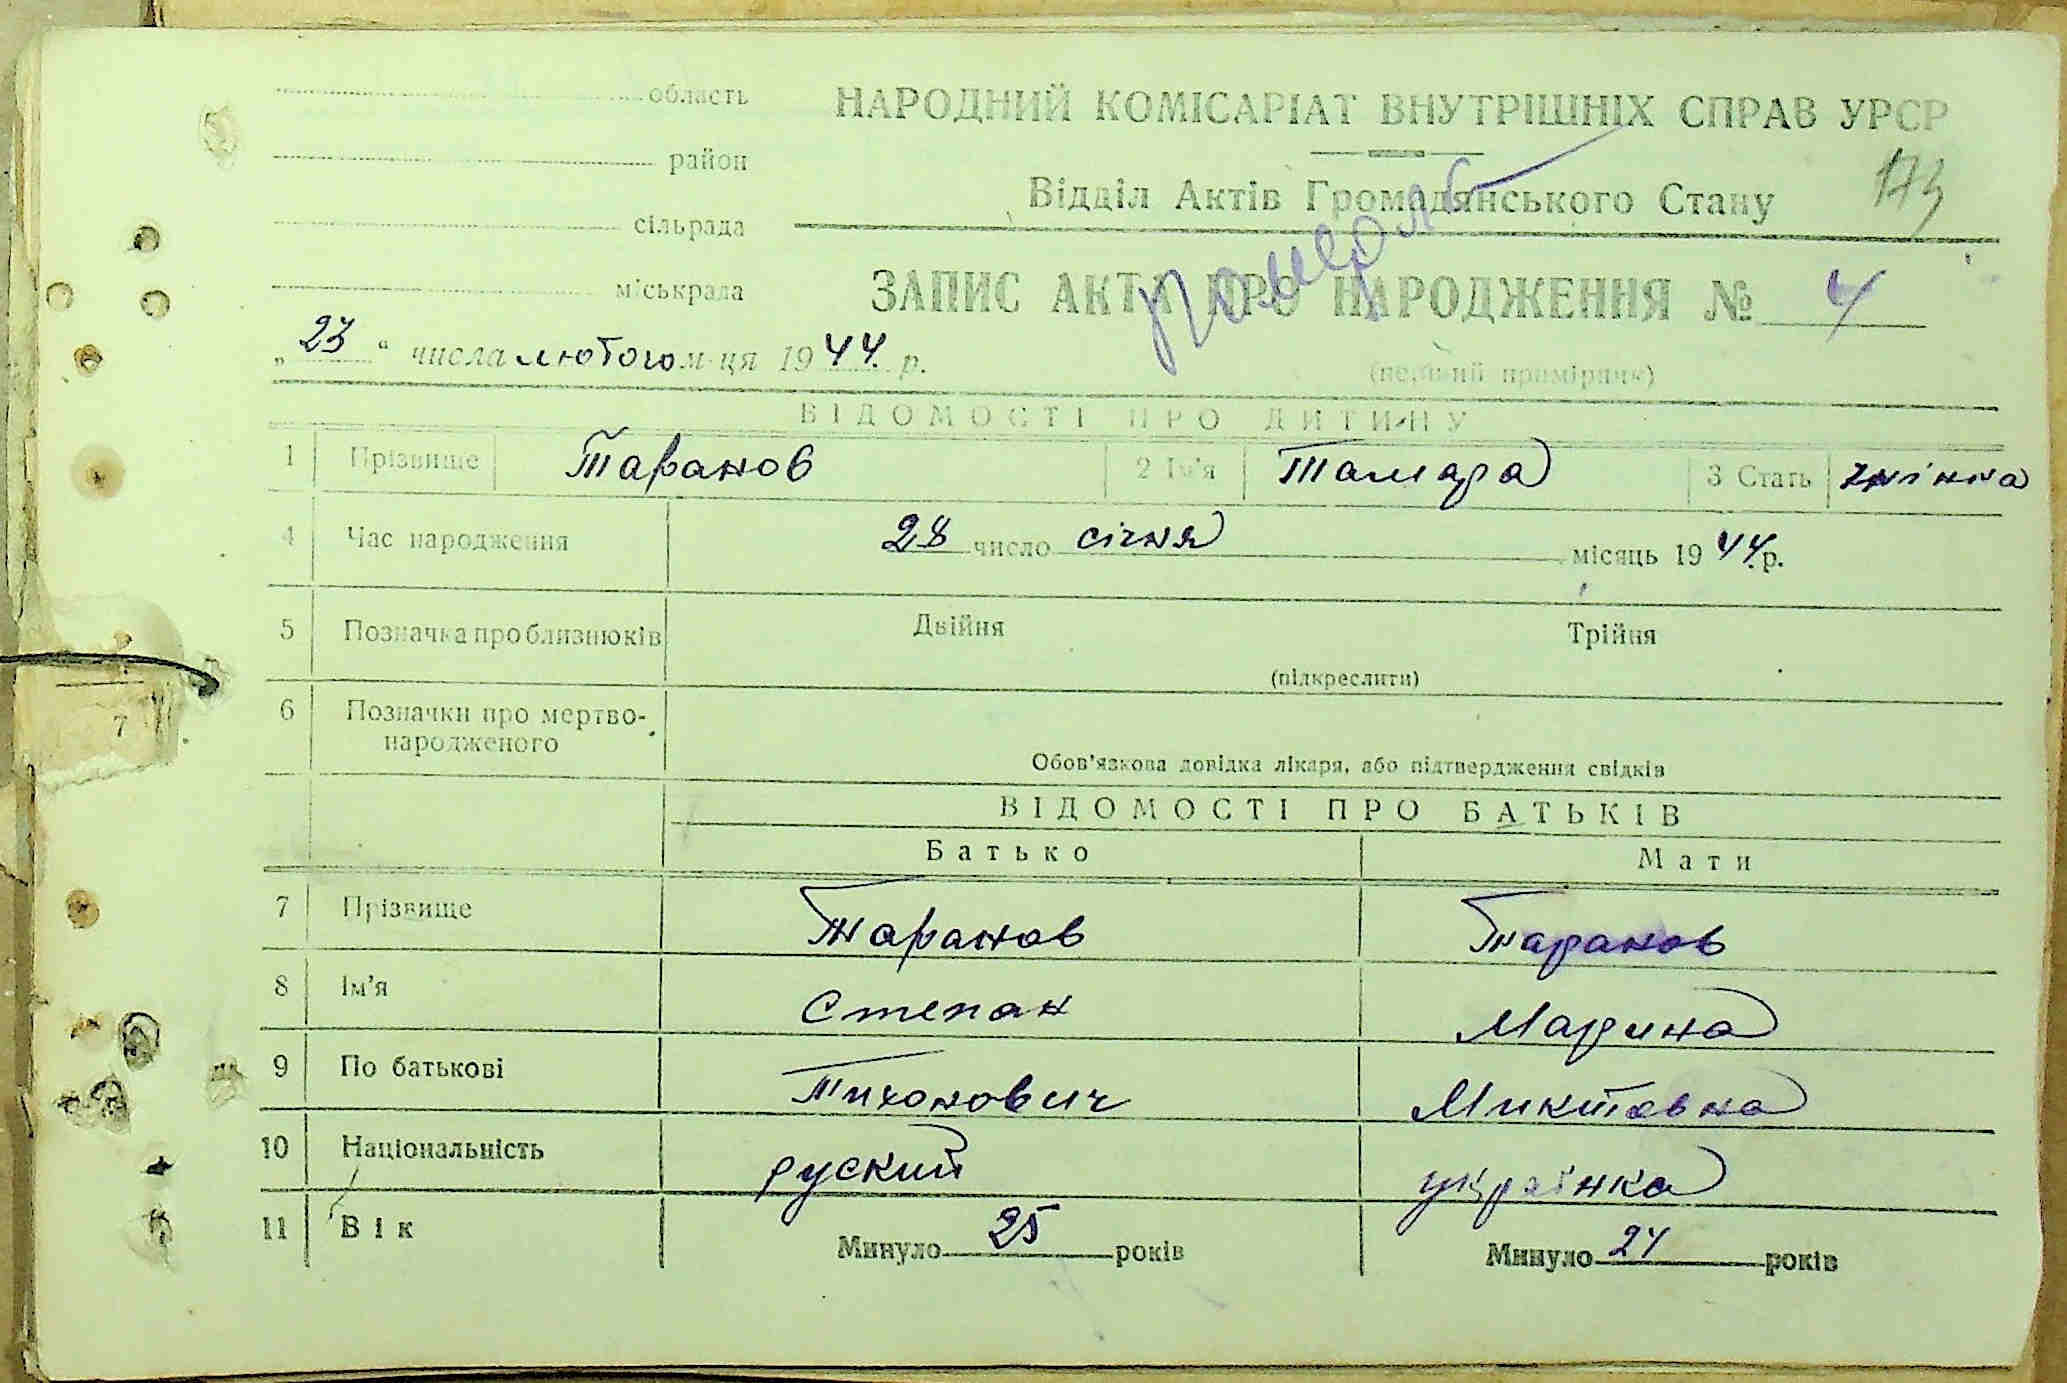 область
район
сільрада
міськрада
НАРОДНИЙ КОМІСАРІАТ ВНУТРІШНІХ СПРАВ УРСР
Відділ Актів Громадянського Стану
173
ЗАПИС АКТА ПРО НАРОДЖЕННЯ № 4
„23“ числа лютого м-ця 1944 р.
(перший примірник)
ВІДОМОСТІ ПРО ДИТИНУ
1 Прізвище Таранов 2 Ім'я Тамара 3 Стать жінка
4 Час народження 28 число січня місяць 1944 р.
5 Позначка про близнюків Двійня Трійня
(підкреслити)
6 Позначки про мертво-
народженого
Обов'язкова довідка лікаря, або підтвердження свідків
7
ВІДОМОСТІ ПРО БАТЬКІВ
Батько Мати
7 Прізвище Таранов Таранов
8 Ім'я Степан Марина
9 По батькові Тихонович Микитовна
10 Національність руский українка
11 Вік Минуло 25 років Минуло 24 років